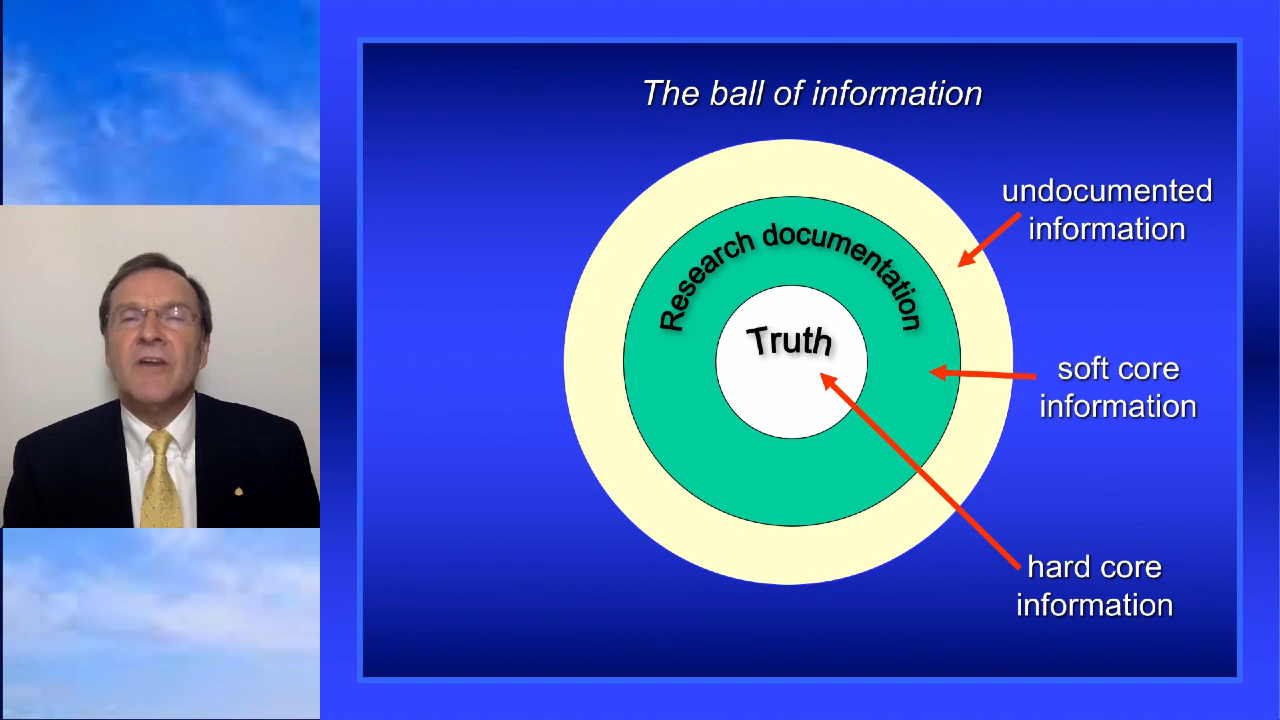 The ball of information
undocumented
information
Research documentation
Truth
soft core
information
hard core
information